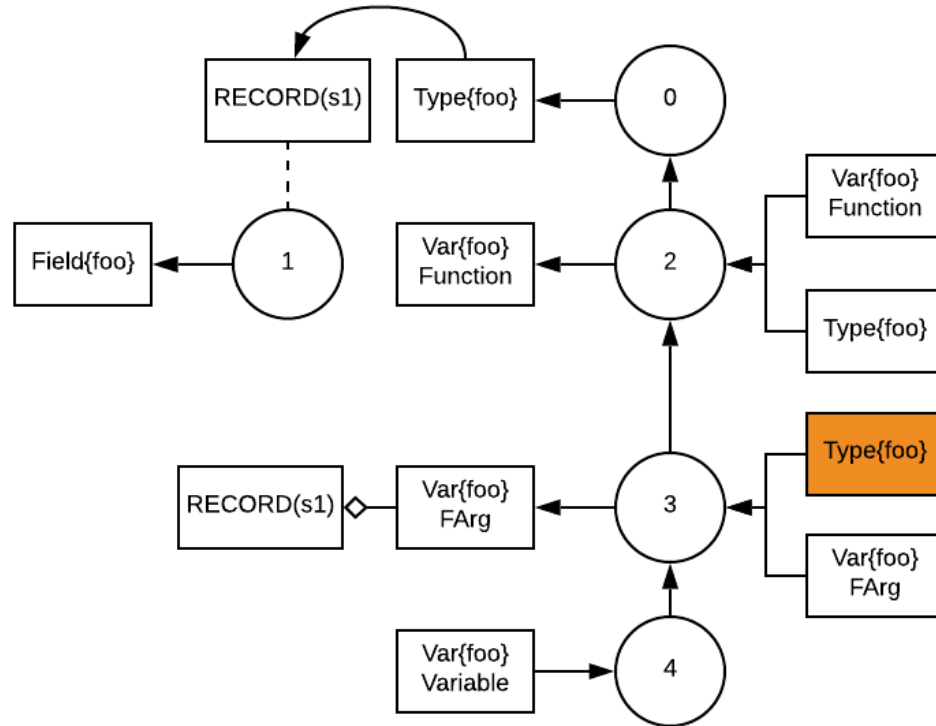 RECORD(s1)
Type{foo}
0
Var{foo}
Function
Field{foo}
1
Var{foo}
Function
2
Type{foo}
Type{foo}
RECORD(s1)
Var{foo}
FArg
3
Var{foo}
FArg
Var{foo}
Variable
4